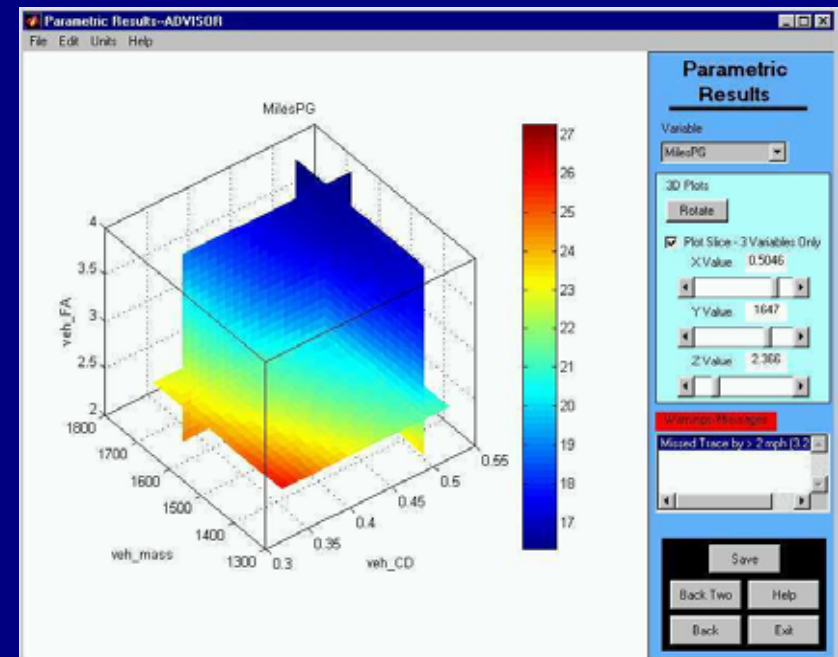 Parametric Results--ADVISOR
File Edit Units Help
MilesPG
4
3.5
3
2.5
2
veh_FA
1800
1700
1600
1500
1400
1300
veh_mass
0.3
0.35
0.4
0.45
0.5
0.55
veh_CD
27
26
25
24
23
22
21
20
19
18
17
Parametric
Results
Variable
MilesPG
3D Plots
Rotate
Plot Slice - 3 Variables Only
X Value 0.5046
Y Value 1647
Z Value 2.366
Warnings/Messages
Missed Trace by > 2 mph (3.2
Save
Back Two Help
Back Exit